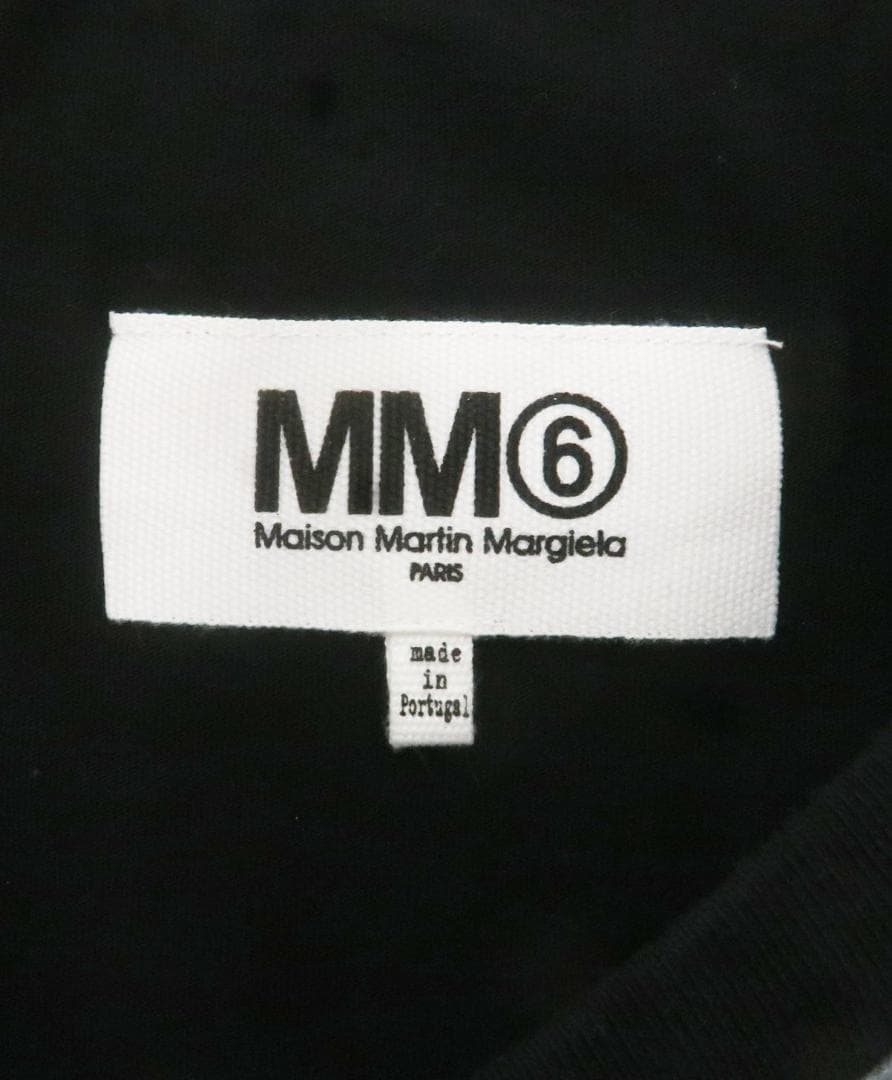 MM⑥
Maison Martin Margiela
PARIS
made
in
Portugal